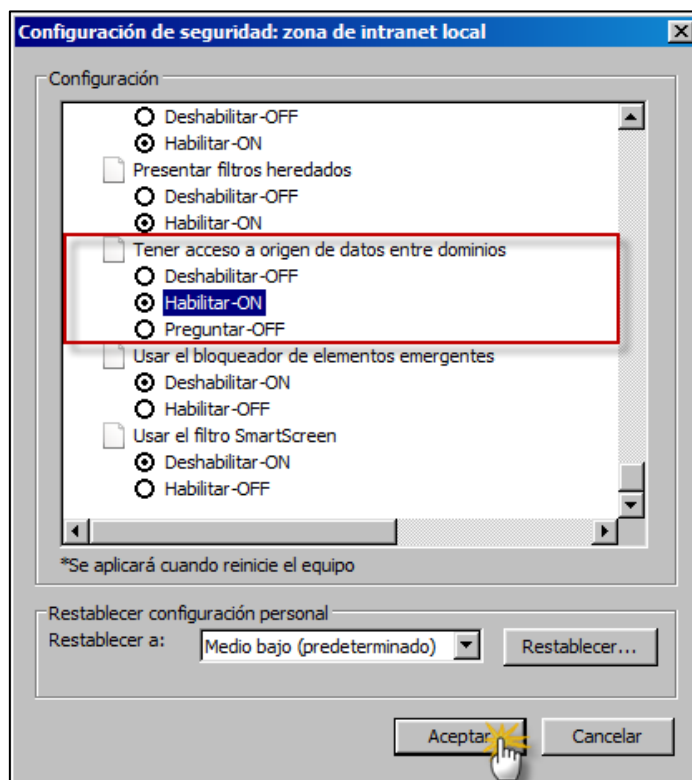 Configuración de seguridad: zona de intranet local
Configuración
Deshabilitar-OFF
Habilitar-ON
Presentar filtros heredados
Deshabilitar-OFF
Habilitar-ON
Tener acceso a origen de datos entre dominios
Deshabilitar-OFF
Habilitar-ON
Preguntar-OFF
Usar el bloqueador de elementos emergentes
Deshabilitar-ON
Habilitar-OFF
Usar el filtro SmartScreen
Deshabilitar-ON
Habilitar-OFF
*Se aplicará cuando reinicie el equipo
Restablecer configuración personal
Restablecer a: Medio bajo (predeterminado) Restablecer...
Aceptar Cancelar